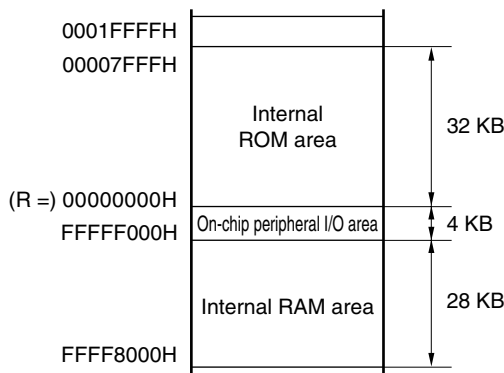 0001FFFFH
00007FFFH
Internal
ROM area
32 KB
(R =) 00000000H
On-chip peripheral I/O area
4 KB
FFFFF000H
Internal RAM area
28 KB
FFFF8000H